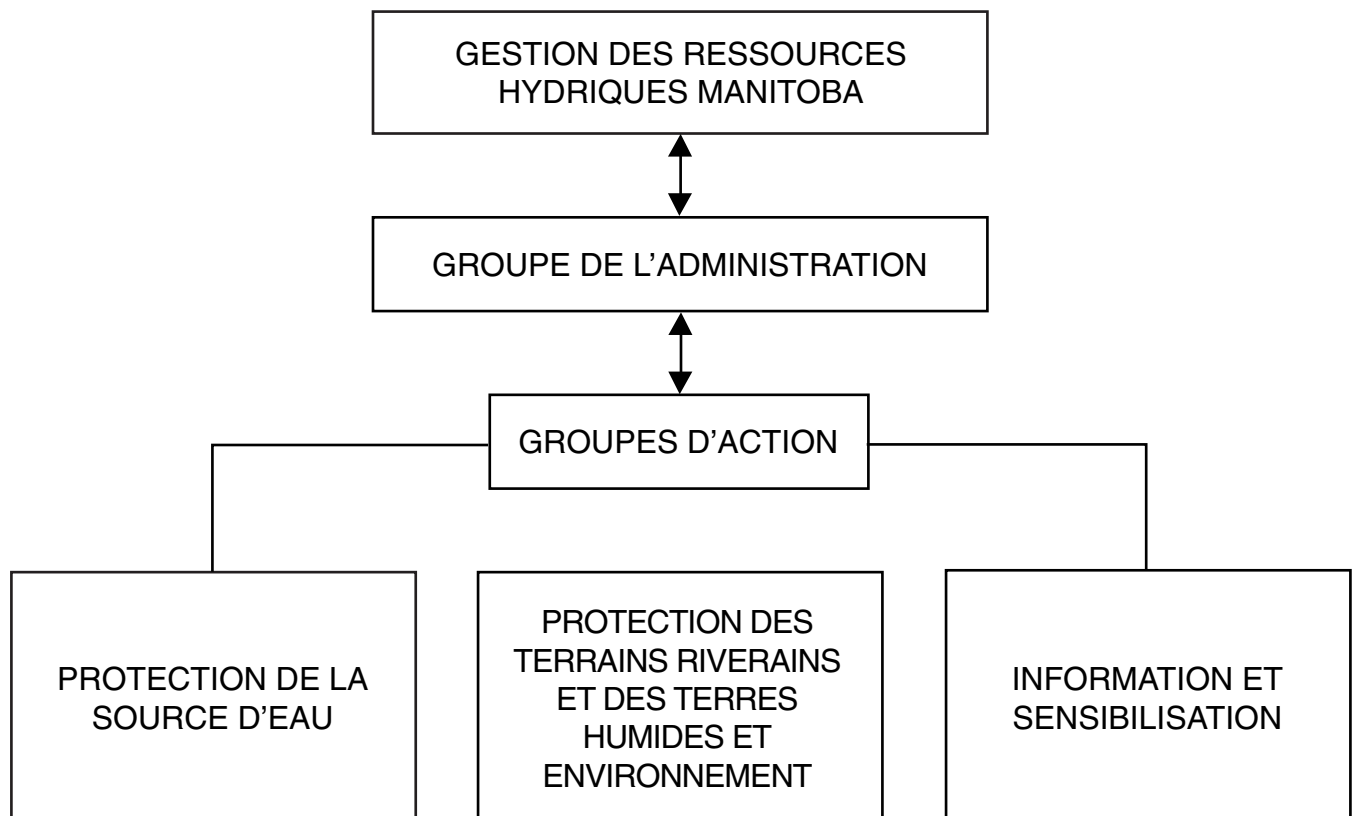 GESTION DES RESSOURCES
HYDRIQUES MANITOBA
GROUPE DE L'ADMINISTRATION
GROUPES D'ACTION
PROTECTION DE LA
SOURCE D'EAU
PROTECTION DES
TERRAINS RIVERAINS
ET DES TERRES
HUMIDES ET
ENVIRONNEMENT
INFORMATION ET
SENSIBILISATION